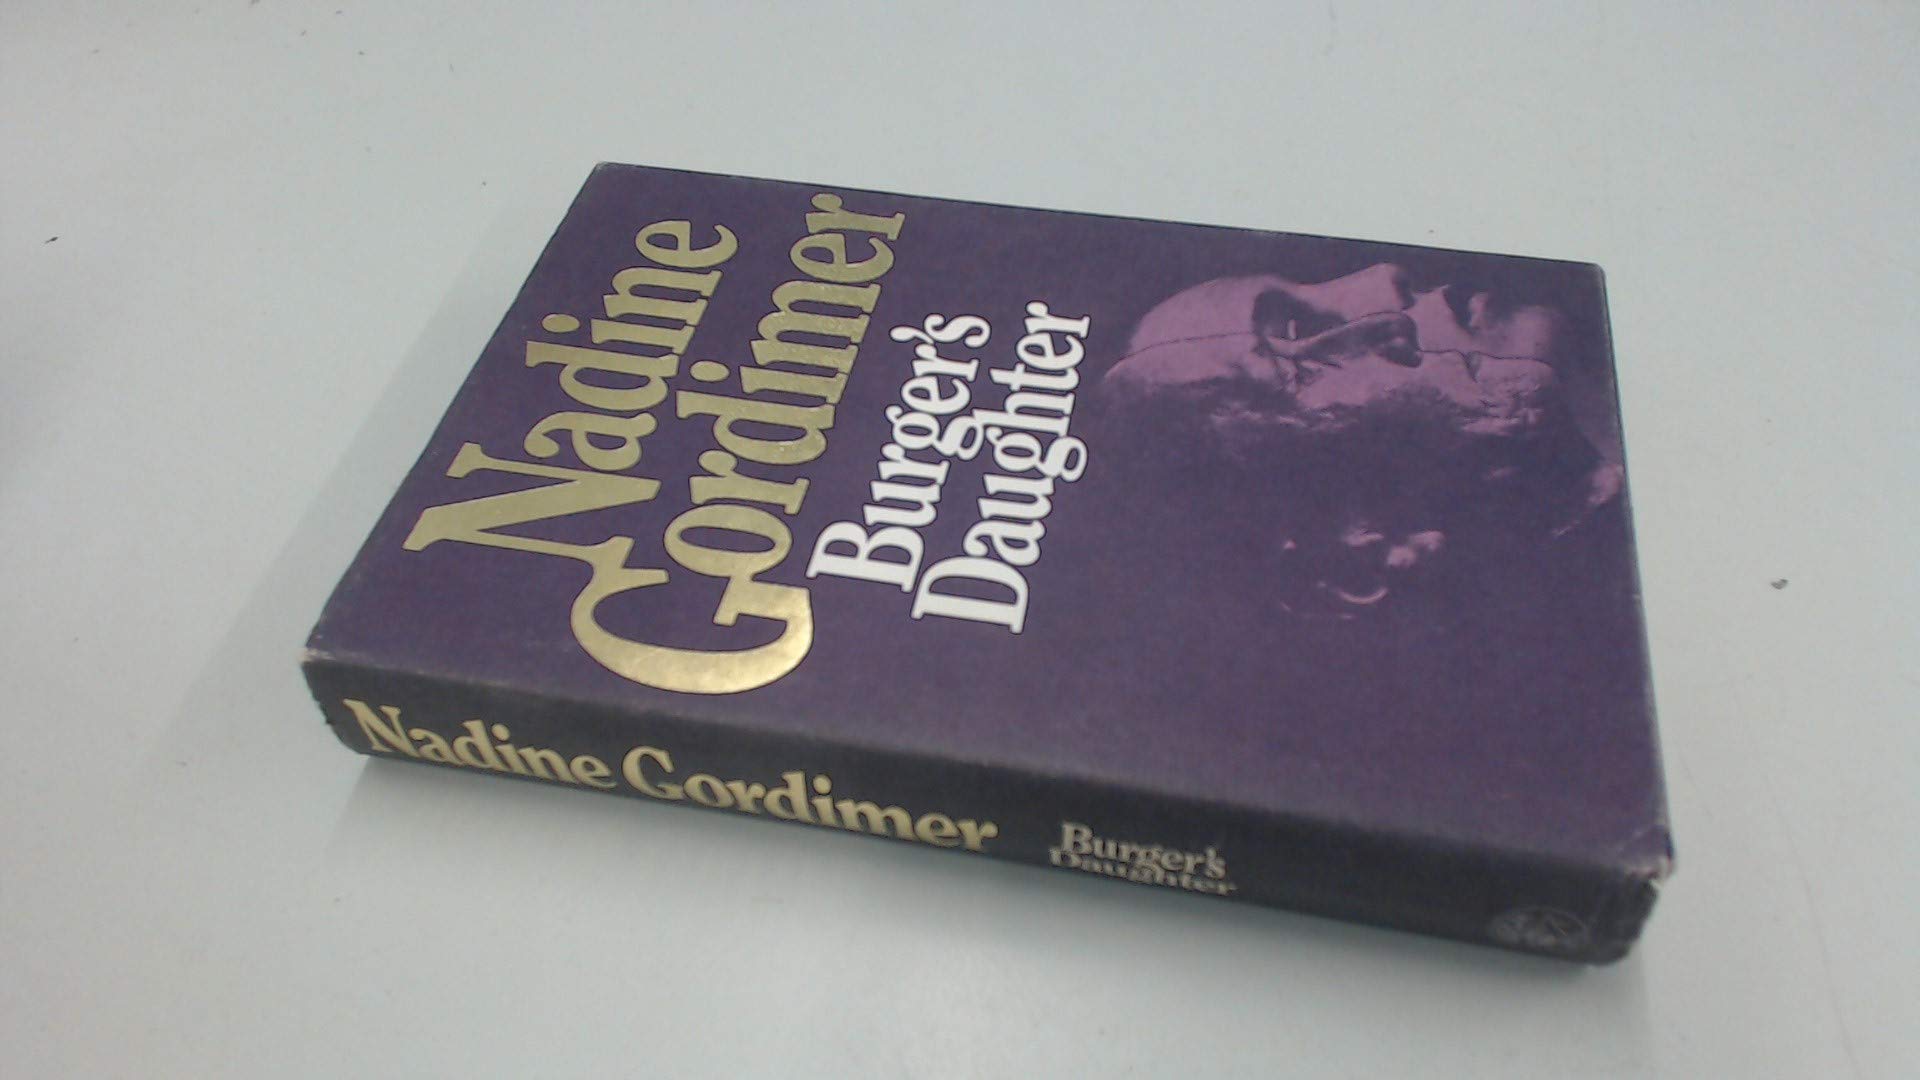 Nadine
Gordimer
Burger's
Daughter
Nadine Gordimer
Burger's
Daughter